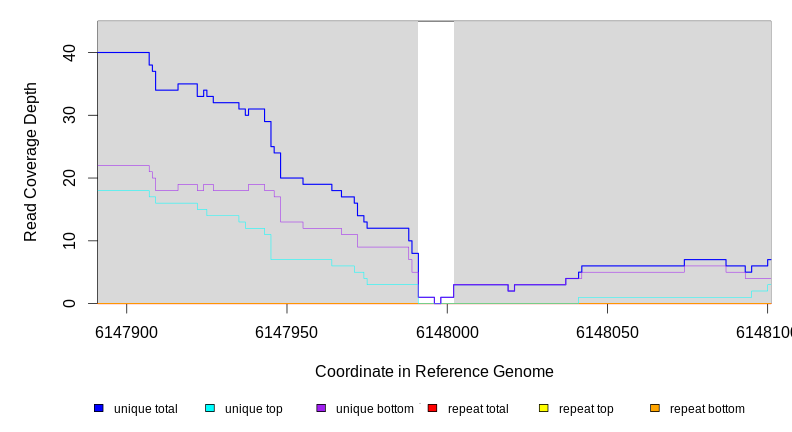 Read Coverage Depth
40
30
20
10
0
6147900 6147950 6148000 6148050 614810
Coordinate in Reference Genome
unique total unique top unique bottom repeat total repeat top repeat bottom